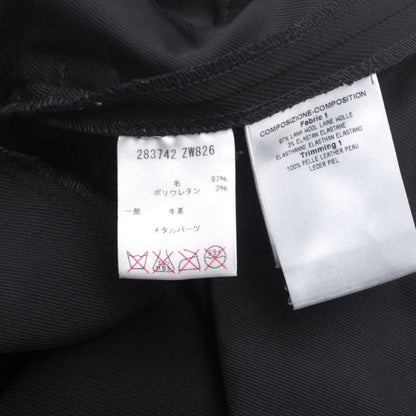 283742 ZW826
毛 97%
ポリウレタン 3%
一部 牛革
メタルパーツ
COMPOSIZIONE-COMPOSITION
Fabric 1
97% LANA WOOL LAINE WOLLE
3% ELASTAN ELASTANE
ELASTHANNE ELASTHAN ELASTANO
Trimming 1
100% PELLE LEATHER PEAU
LEDER PIEL